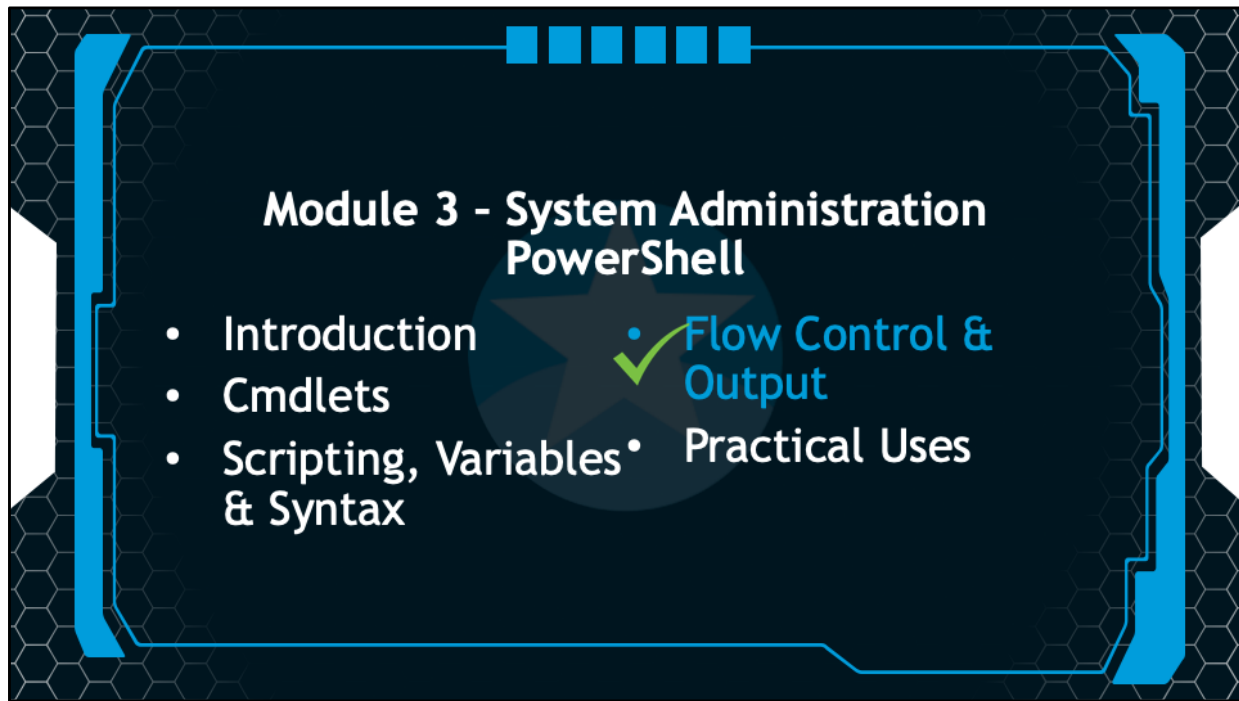 Module 3 – System Administration
PowerShell
• Introduction
• Cmdlets
• Scripting, Variables
& Syntax
• Flow Control &
Output
• Practical Uses